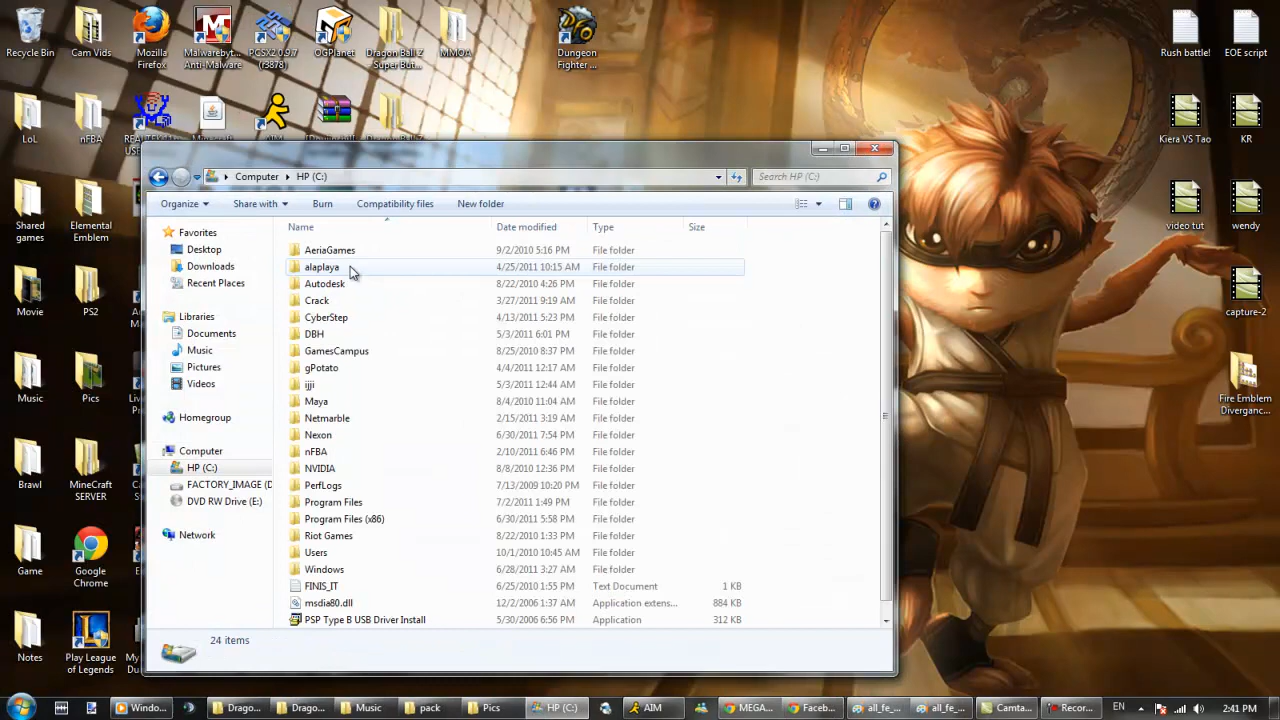 Recycle Bin
Cam Vids
Mozilla
Firefox
Malwarebyt...
Anti-Malware
PCSX2 0.9.7
(r3878)
OGPlanet
Dragon Ball Z
Super But...
MMOA
Dungeon
Fighter ...
Rush battle!
EOE script
LoL
nFBA
Minecraft
AIM
Kiera VS Tao
KR
Computer
HP (C:)
Search HP (C:)
Organize
Share with
Burn
Compatibility files
New folder
Name
Date modified
Type
Size
Favorites
Desktop
Downloads
Recent Places
Libraries
Documents
Music
Pictures
Videos
Homegroup
Computer
HP (C:)
FACTORY_IMAGE (D
DVD RW Drive (E:)
Network
AeriaGames 9/2/2010 5:16 PM File folder
alaplaya 4/25/2011 10:15 AM File folder
Autodesk 8/22/2010 4:26 PM File folder
Crack 3/27/2011 9:19 AM File folder
CyberStep 4/13/2011 5:23 PM File folder
DBH 5/3/2011 6:01 PM File folder
GamesCampus 8/25/2010 8:37 PM File folder
gPotato 4/4/2011 12:17 AM File folder
ijji 5/3/2011 12:44 AM File folder
Maya 8/4/2010 11:04 AM File folder
Netmarble 2/15/2011 3:19 AM File folder
Nexon 6/30/2011 7:54 PM File folder
nFBA 2/10/2011 6:46 PM File folder
NVIDIA 8/8/2010 12:36 PM File folder
PerfLogs 7/13/2009 10:20 PM File folder
Program Files 7/2/2011 1:49 PM File folder
Program Files (x86) 6/30/2011 5:58 PM File folder
Riot Games 8/22/2010 1:33 PM File folder
Users 10/1/2010 10:45 AM File folder
Windows 6/28/2011 3:27 AM File folder
FINIS_IT 6/25/2010 1:55 PM Text Document 1 KB
msdia80.dll 12/2/2006 1:37 AM Application extens... 884 KB
PSP Type B USB Driver Install 5/30/2006 6:56 PM Application 312 KB
24 items
Shared
games
Elemental
Emblem
video tut
wendy
Movie
PS2
capture-2
Music
Pics
Fire Emblem
Diverganc...
Brawl
MineCraft
SERVER
Game
Google
Chrome
Notes
Play League
of Legends
Windo...
Drago...
Drago...
Music
pack
Pics
HP (C:)
AIM
MEGA...
Faceb...
all_fe_...
all_fe_...
Camta...
Recor...
EN
2:41 PM